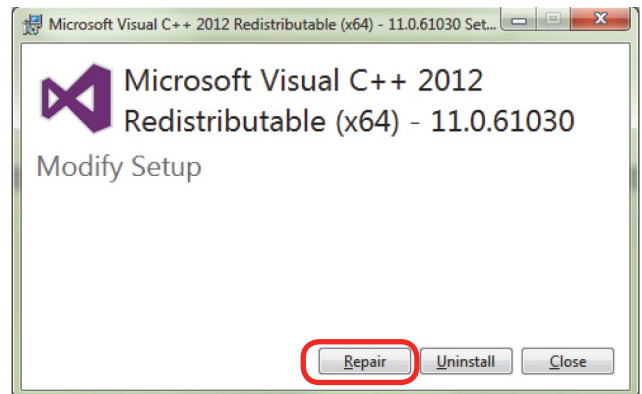 Microsoft Visual C++ 2012 Redistributable (x64) - 11.0.61030 Set...
Microsoft Visual C++ 2012
Redistributable (x64) - 11.0.61030
Modify Setup
Repair Uninstall Close